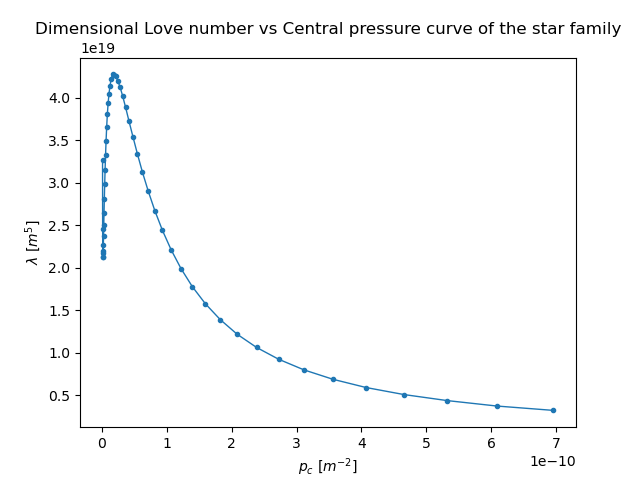 Dimensional Love number vs Central pressure curve of the star family
1e19
4.0
3.5
3.0
2.5
2.0
1.5
1.0
0.5
λ [m⁵]
0 1 2 3 4 5 6 7
1e−10
p_c [m⁻²]